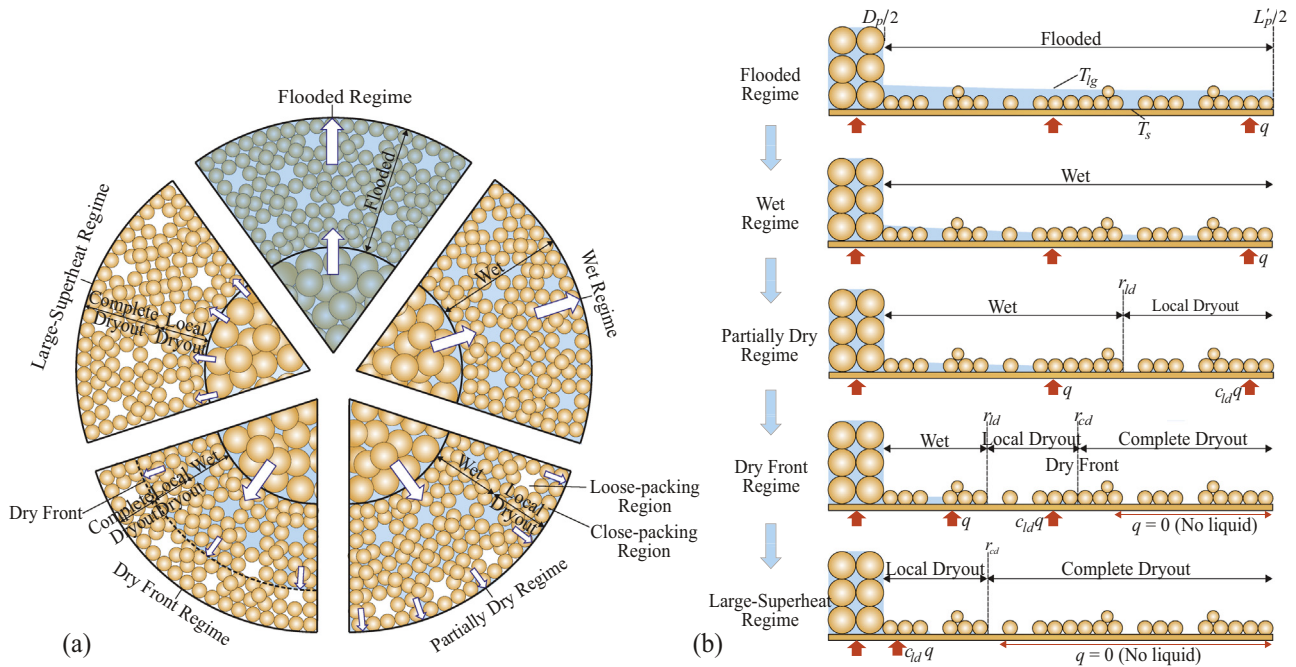 Flooded Regime
Flooded
Wet
Wet Regime
Large-Superheat Regime
Complete
Dryout
Local
Dryout
Dry Front
Complete
Dryout
Local
Dryout
Wet
Dry Front Regime
Wet
Local
Dryout
Loose-packing
Region
Close-packing
Region
Partially Dry Regime
(a)
D_p/2
L'_p/2
Flooded
Flooded
Regime
T_lg
T_s
q
Wet
Wet
Regime
q
r_ld
Wet
Local Dryout
Partially Dry
Regime
q
c_ld q
r_ld
r_cd
Wet
Local Dryout
Complete Dryout
Dry Front
Dry Front
Regime
q
c_ld q
q = 0 (No liquid)
r_cd
Local Dryout
Complete Dryout
Large-Superheat
Regime
c_ld q
q = 0 (No liquid)
(b)